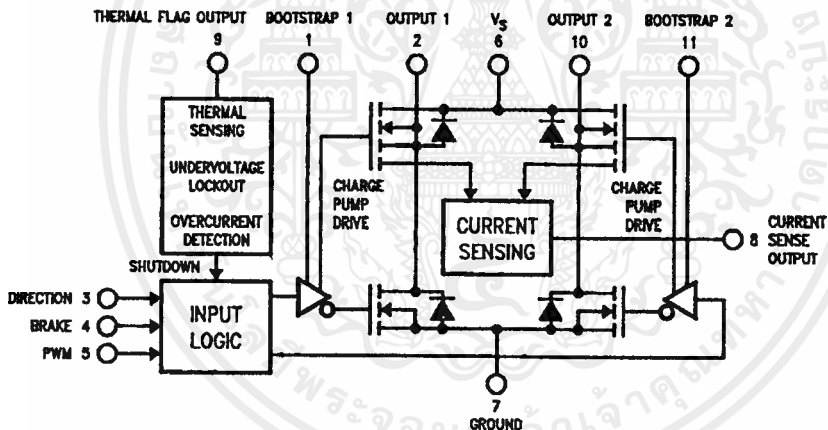 THERMAL FLAG OUTPUT
9
BOOTSTRAP 1
1
OUTPUT 1
2
VS
6
OUTPUT 2
10
BOOTSTRAP 2
11
THERMAL
SENSING
UNDERVOLTAGE
LOCKOUT
OVERCURRENT
DETECTION
SHUTDOWN
CHARGE
PUMP
DRIVE
CURRENT
SENSING
CHARGE
PUMP
DRIVE
8 CURRENT
SENSE
OUTPUT
DIRECTION 3
BRAKE 4
PWM 5
INPUT
LOGIC
7
GROUND